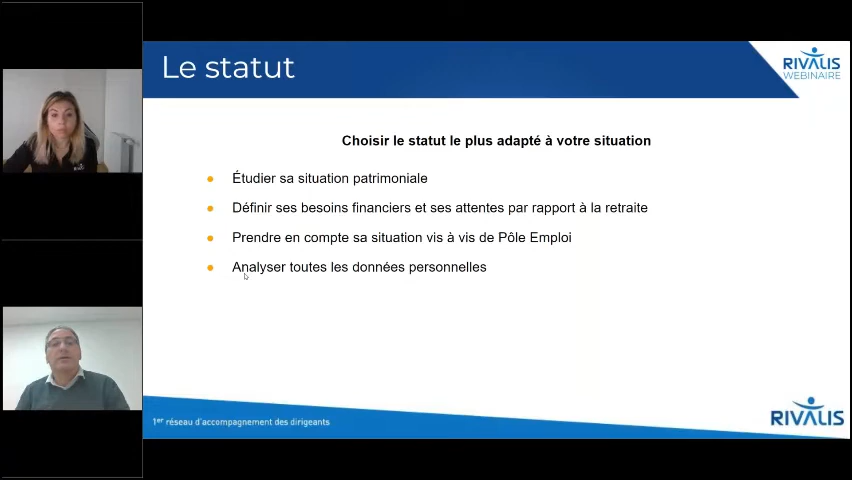 Le statut
RIVALIS
WEBINAIRE
Choisir le statut le plus adapté à votre situation
Étudier sa situation patrimoniale
Définir ses besoins financiers et ses attentes par rapport à la retraite
Prendre en compte sa situation vis à vis de Pôle Emploi
Analyser toutes les données personnelles
1er réseau d'accompagnement des dirigeants
RIVALIS